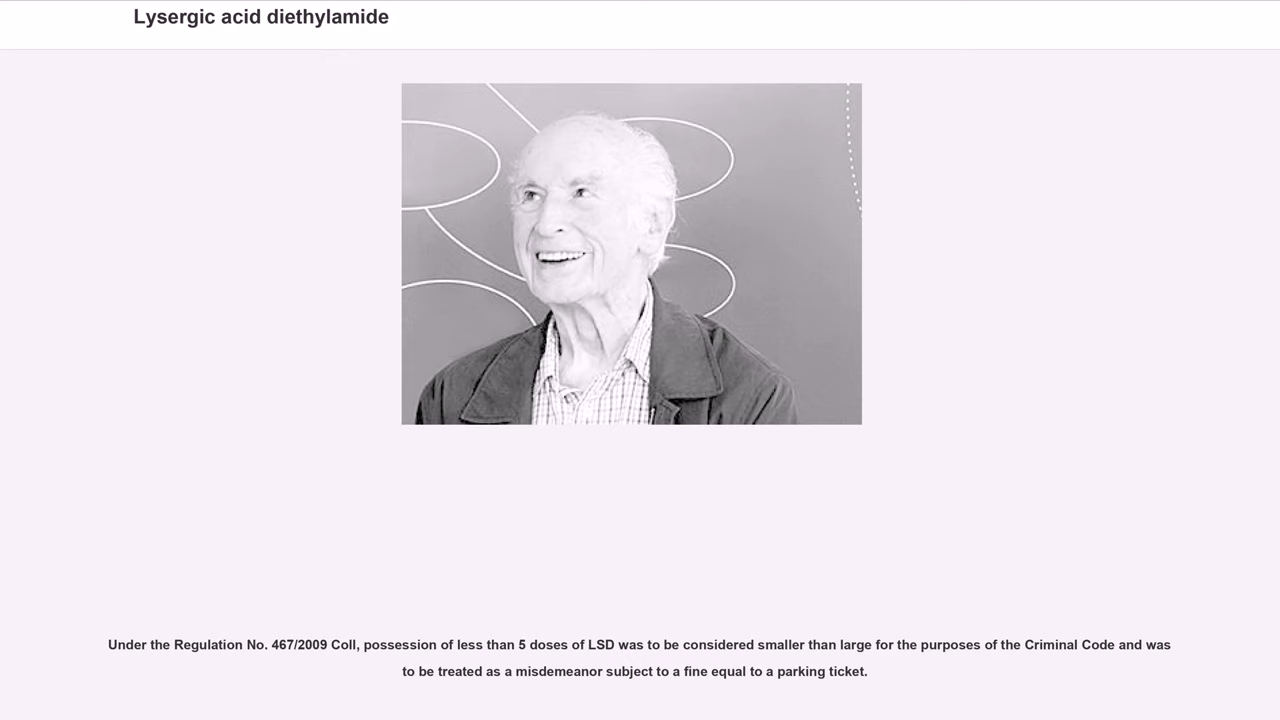 Lysergic acid diethylamide
Under the Regulation No. 467/2009 Coll, possession of less than 5 doses of LSD was to be considered smaller than large for the purposes of the Criminal Code and was
to be treated as a misdemeanor subject to a fine equal to a parking ticket.